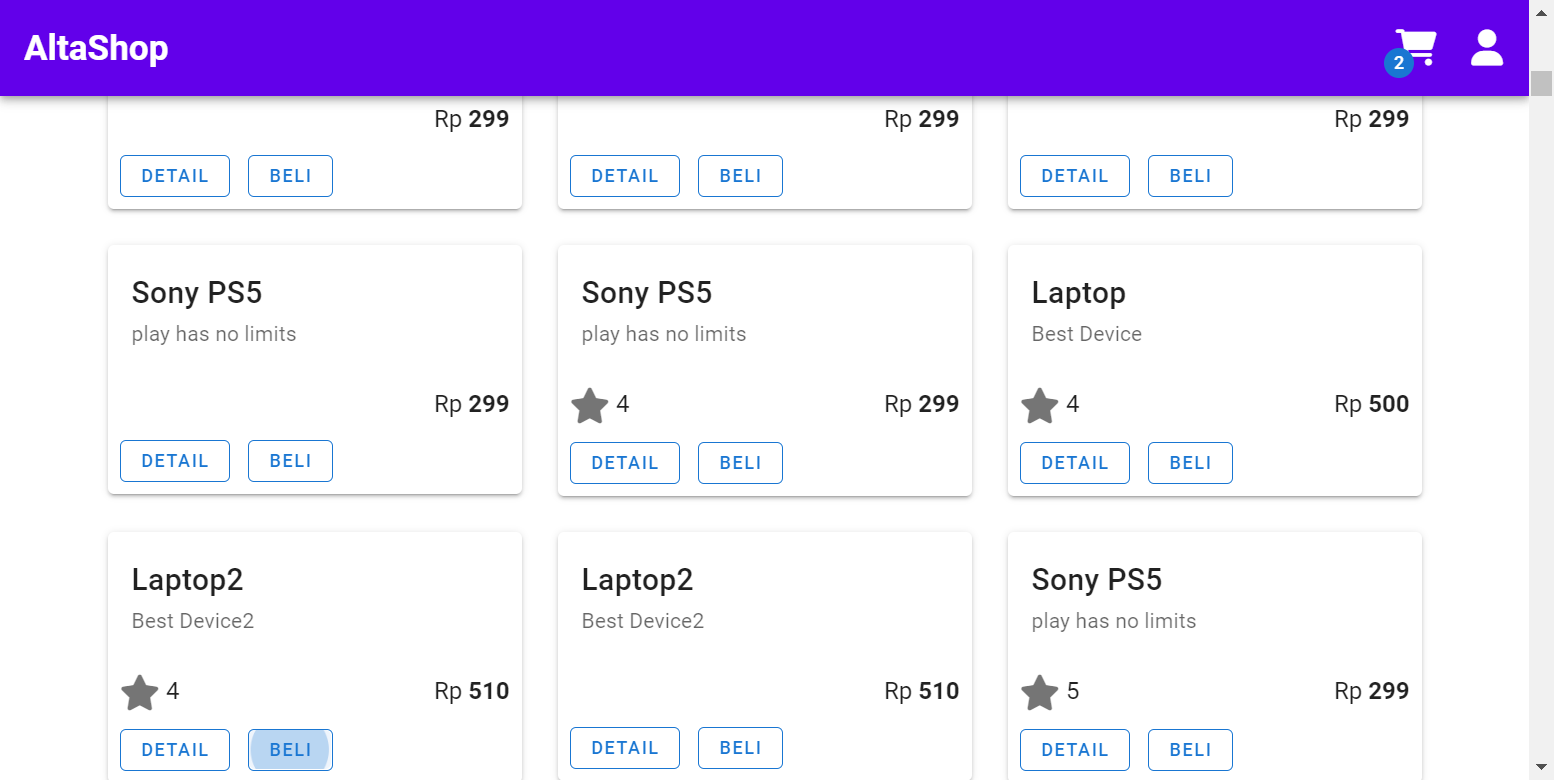 AltaShop
2
Rp 299 Rp 299 Rp 299
DETAIL BELI DETAIL BELI DETAIL BELI
Sony PS5 Sony PS5 Laptop
play has no limits play has no limits Best Device
Rp 299 4 Rp 299 4 Rp 500
DETAIL BELI DETAIL BELI DETAIL BELI
Laptop2 Laptop2 Sony PS5
Best Device2 Best Device2 play has no limits
4 Rp 510 Rp 510 5 Rp 299
DETAIL BELI DETAIL BELI DETAIL BELI